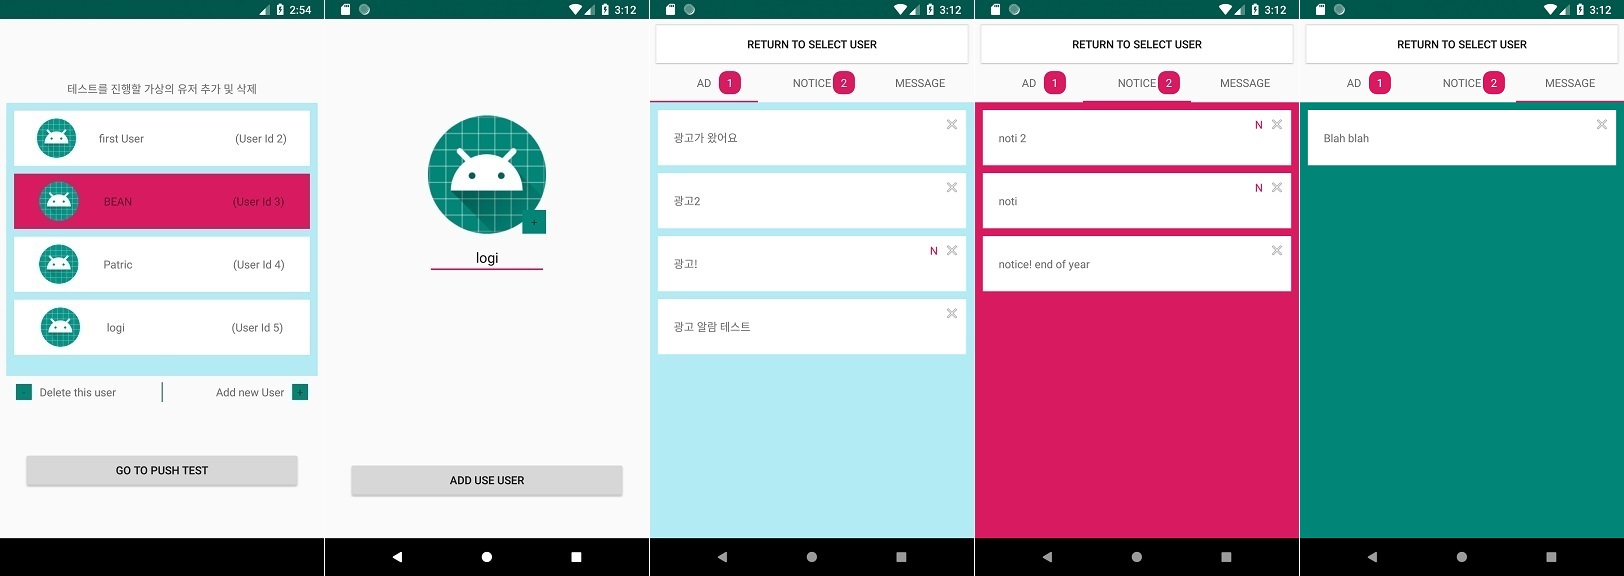 2:54
테스트를 진행할 가상의 유저 추가 및 삭제
first User (User Id 2)
BEAN (User Id 3)
Patric (User Id 4)
logi (User Id 5)
Delete this user
Add new User +
GO TO PUSH TEST
3:12
+
logi
ADD USE USER
3:12
RETURN TO SELECT USER
AD 1 NOTICE 2 MESSAGE
광고가 왔어요
광고2
N
광고!
광고 알람 테스트
3:12
RETURN TO SELECT USER
AD 1 NOTICE 2 MESSAGE
N
noti 2
N
noti
notice! end of year
3:12
RETURN TO SELECT USER
AD 1 NOTICE 2 MESSAGE
Blah blah